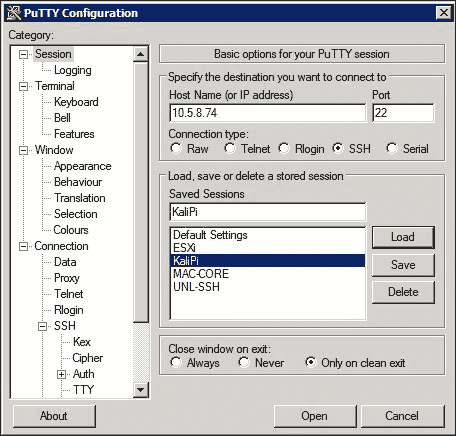 PuTTY Configuration
Category:
Session
Logging
Terminal
Keyboard
Bell
Features
Window
Appearance
Behaviour
Translation
Selection
Colours
Connection
Data
Proxy
Telnet
Rlogin
SSH
Kex
Cipher
Auth
TTY
Basic options for your PuTTY session
Specify the destination you want to connect to
Host Name (or IP address) Port
10.5.8.74 22
Connection type:
Raw Telnet Rlogin SSH Serial
Load, save or delete a stored session
Saved Sessions
KaliPi
Default Settings
ESXi
KaliPi
MAC-CORE
UNL-SSH
Load
Save
Delete
Close window on exit:
Always Never Only on clean exit
About Open Cancel